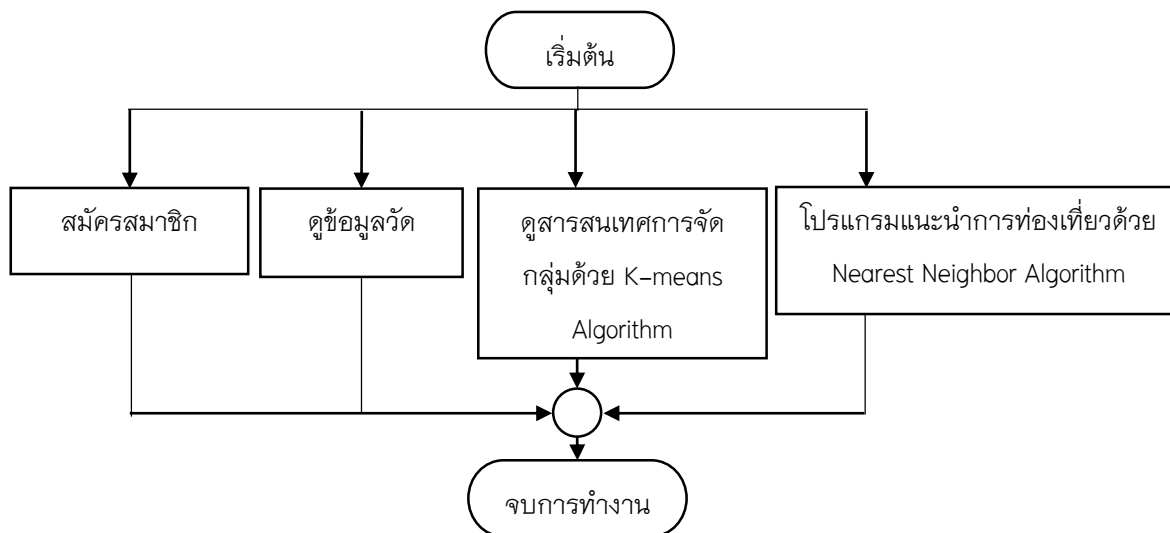 เริ่มต้น
สมัครสมาชิก
ดูข้อมูลวัด
ดูสารสนเทศการจัด
กลุ่มด้วย K-means
Algorithm
โปรแกรมแนะนำการท่องเที่ยวด้วย
Nearest Neighbor Algorithm
จบการทำงาน